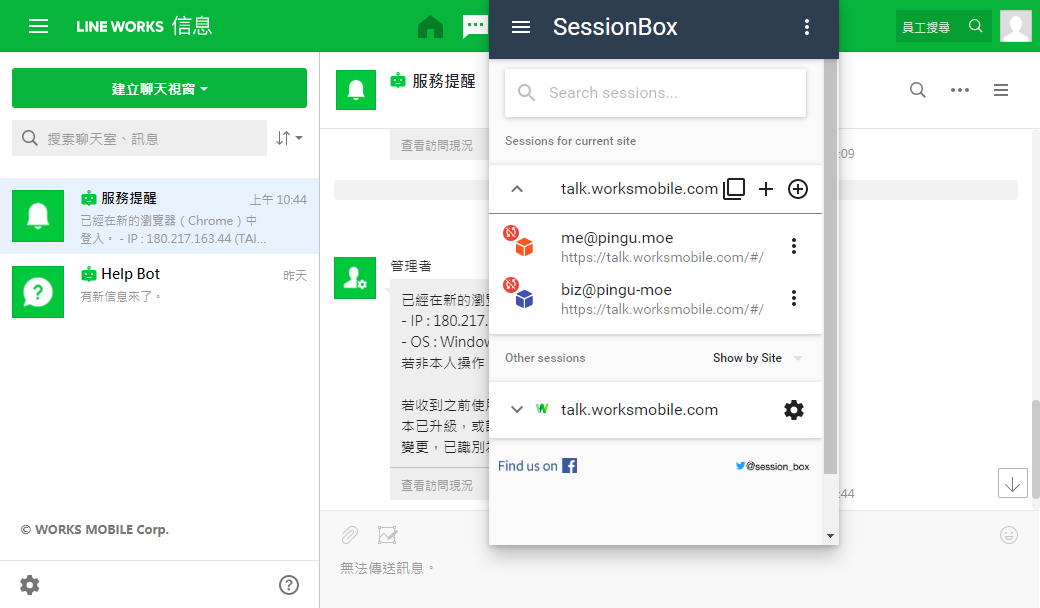 LINE WORKS 信息
員工搜尋
建立聊天視窗
搜索聊天室、訊息
服務提醒
上午 10:44
已經在新的瀏覽器（Chrome）中
登入。 - IP : 180.217.163.44 (TAI...
Help Bot
昨天
有新信息來了。
© WORKS MOBILE Corp.
服務提醒
查看訪問現況
:09
管理者
已經在新的瀏
- IP : 180.217.
- OS : Window
若非本人操作
若收到之前使
本已升級，或
變更，已識別
查看訪問現況
:44
無法傳送訊息。
SessionBox
Search sessions...
Sessions for current site
talk.worksmobile.com
me@pingu.moe
https://talk.worksmobile.com/#/
biz@pingu-moe
https://talk.worksmobile.com/#/
Other sessions
Show by Site
talk.worksmobile.com
Find us on
@session_box